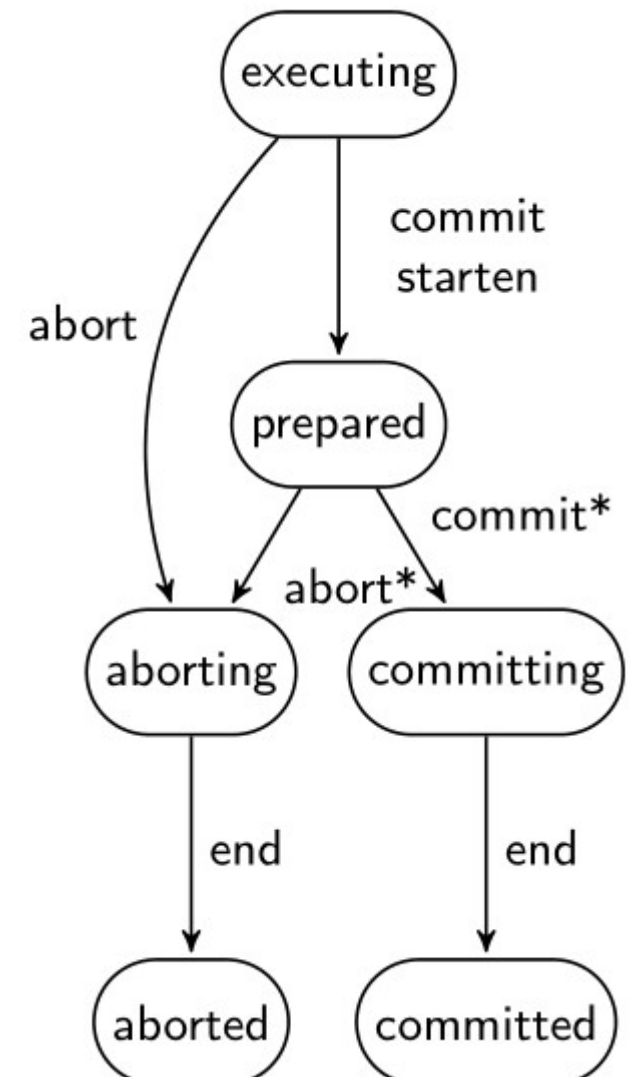 executing
commit
starten
abort
prepared
commit*
abort*
aborting
committing
end
end
aborted
committed